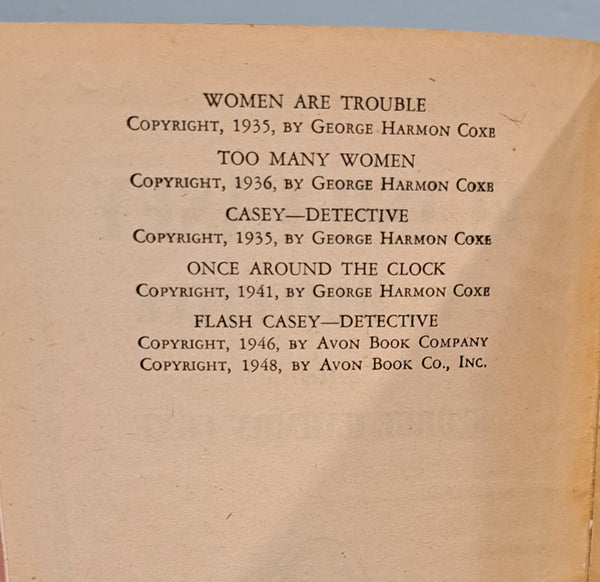 WOMEN ARE TROUBLE
COPYRIGHT, 1935, BY GEORGE HARMON COXE
TOO MANY WOMEN
COPYRIGHT, 1936, BY GEORGE HARMON COXE
CASEY—DETECTIVE
COPYRIGHT, 1935, BY GEORGE HARMON COXE
ONCE AROUND THE CLOCK
COPYRIGHT, 1941, BY GEORGE HARMON COXE
FLASH CASEY—DETECTIVE
COPYRIGHT, 1946, BY AVON BOOK COMPANY
COPYRIGHT, 1948, BY AVON BOOK CO., INC.